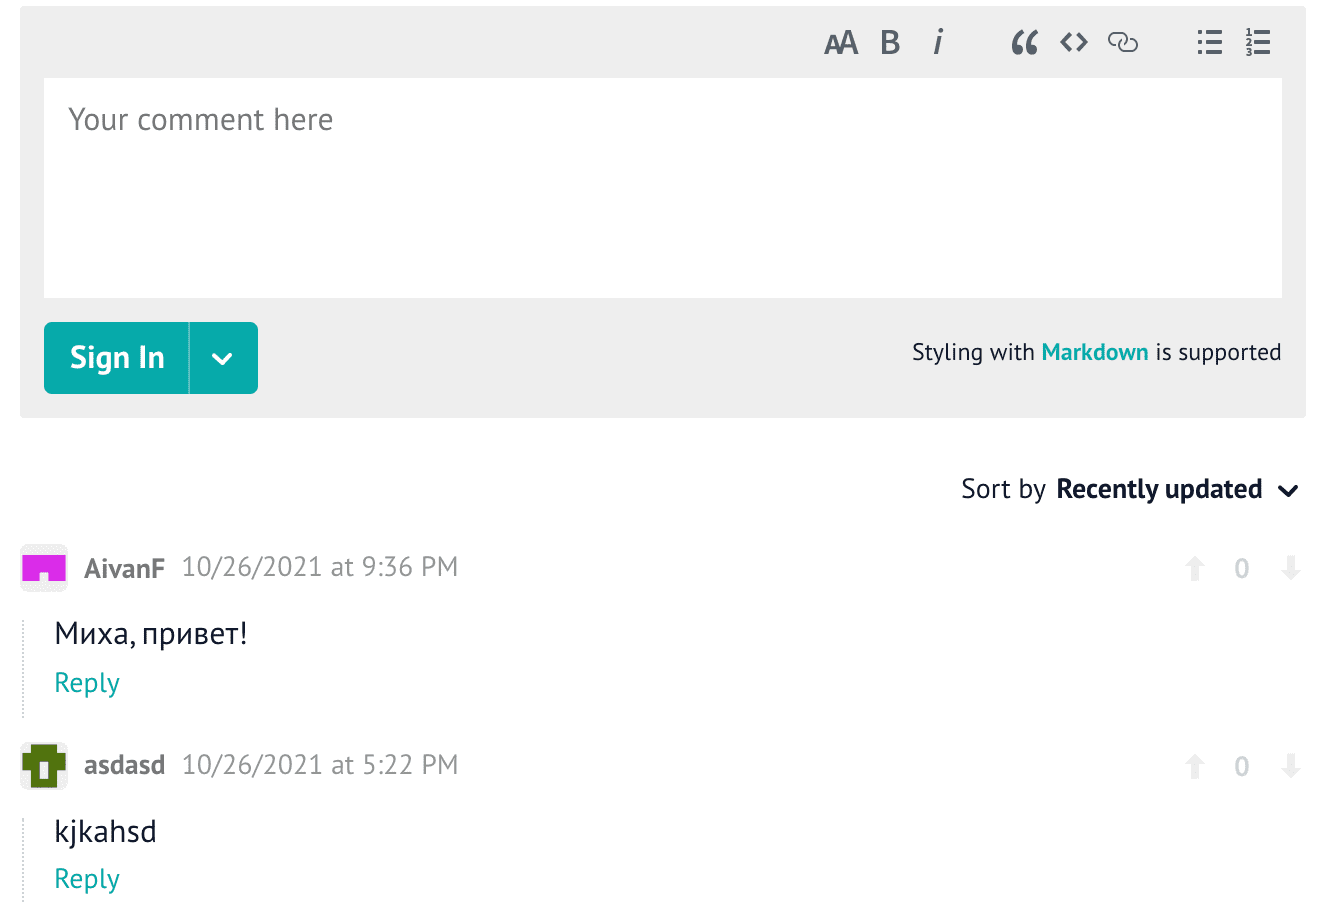 AA B i
Your comment here
Sign In
Styling with Markdown is supported
Sort by Recently updated
AivanF 10/26/2021 at 9:36 PM 0
Миха, привет!
Reply
asdasd 10/26/2021 at 5:22 PM 0
kjkahsd
Reply